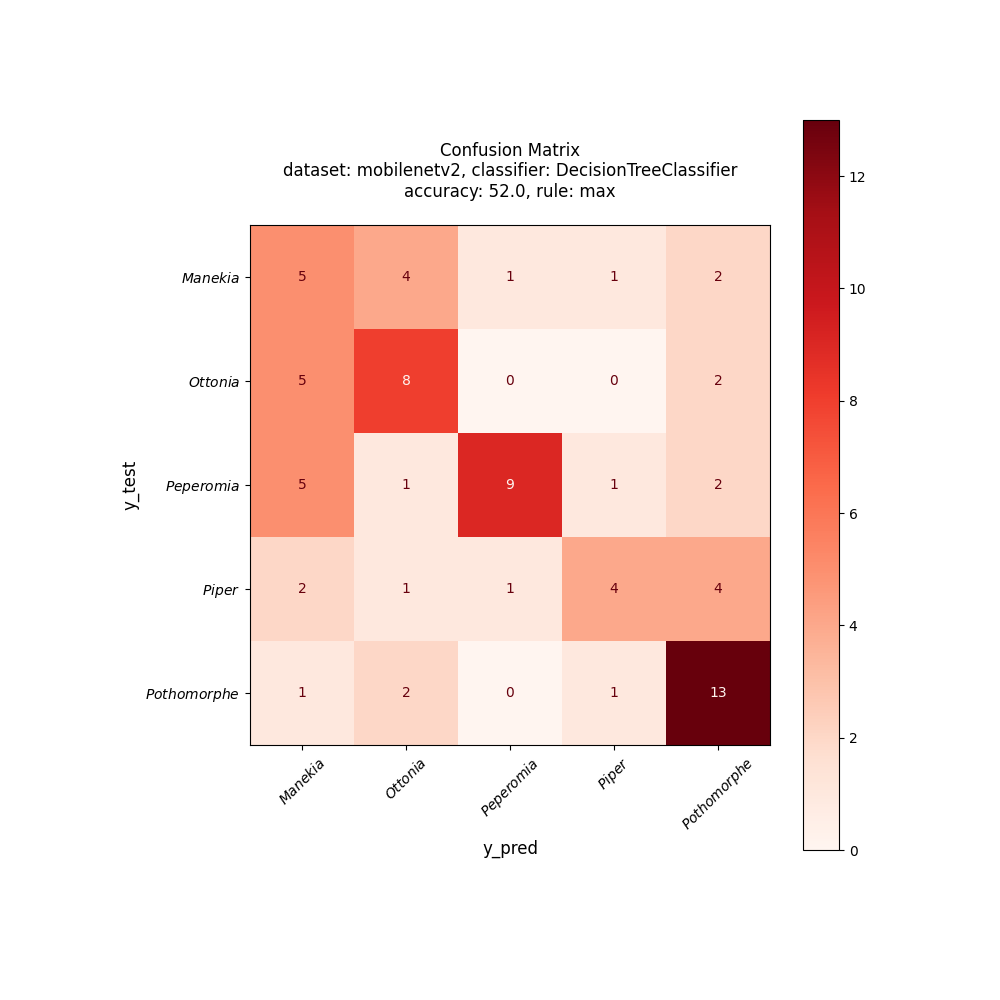 Confusion Matrix
dataset: mobilenetv2, classifier: DecisionTreeClassifier
accuracy: 52.0, rule: max
Manekia 5 4 1 1 2
Ottonia 5 8 0 0 2
Peperomia 5 1 9 1 2
Piper 2 1 1 4 4
Pothomorphe 1 2 0 1 13
y_test
Manekia Ottonia Peperomia Piper Pothomorphe
y_pred
12
10
8
6
4
2
0